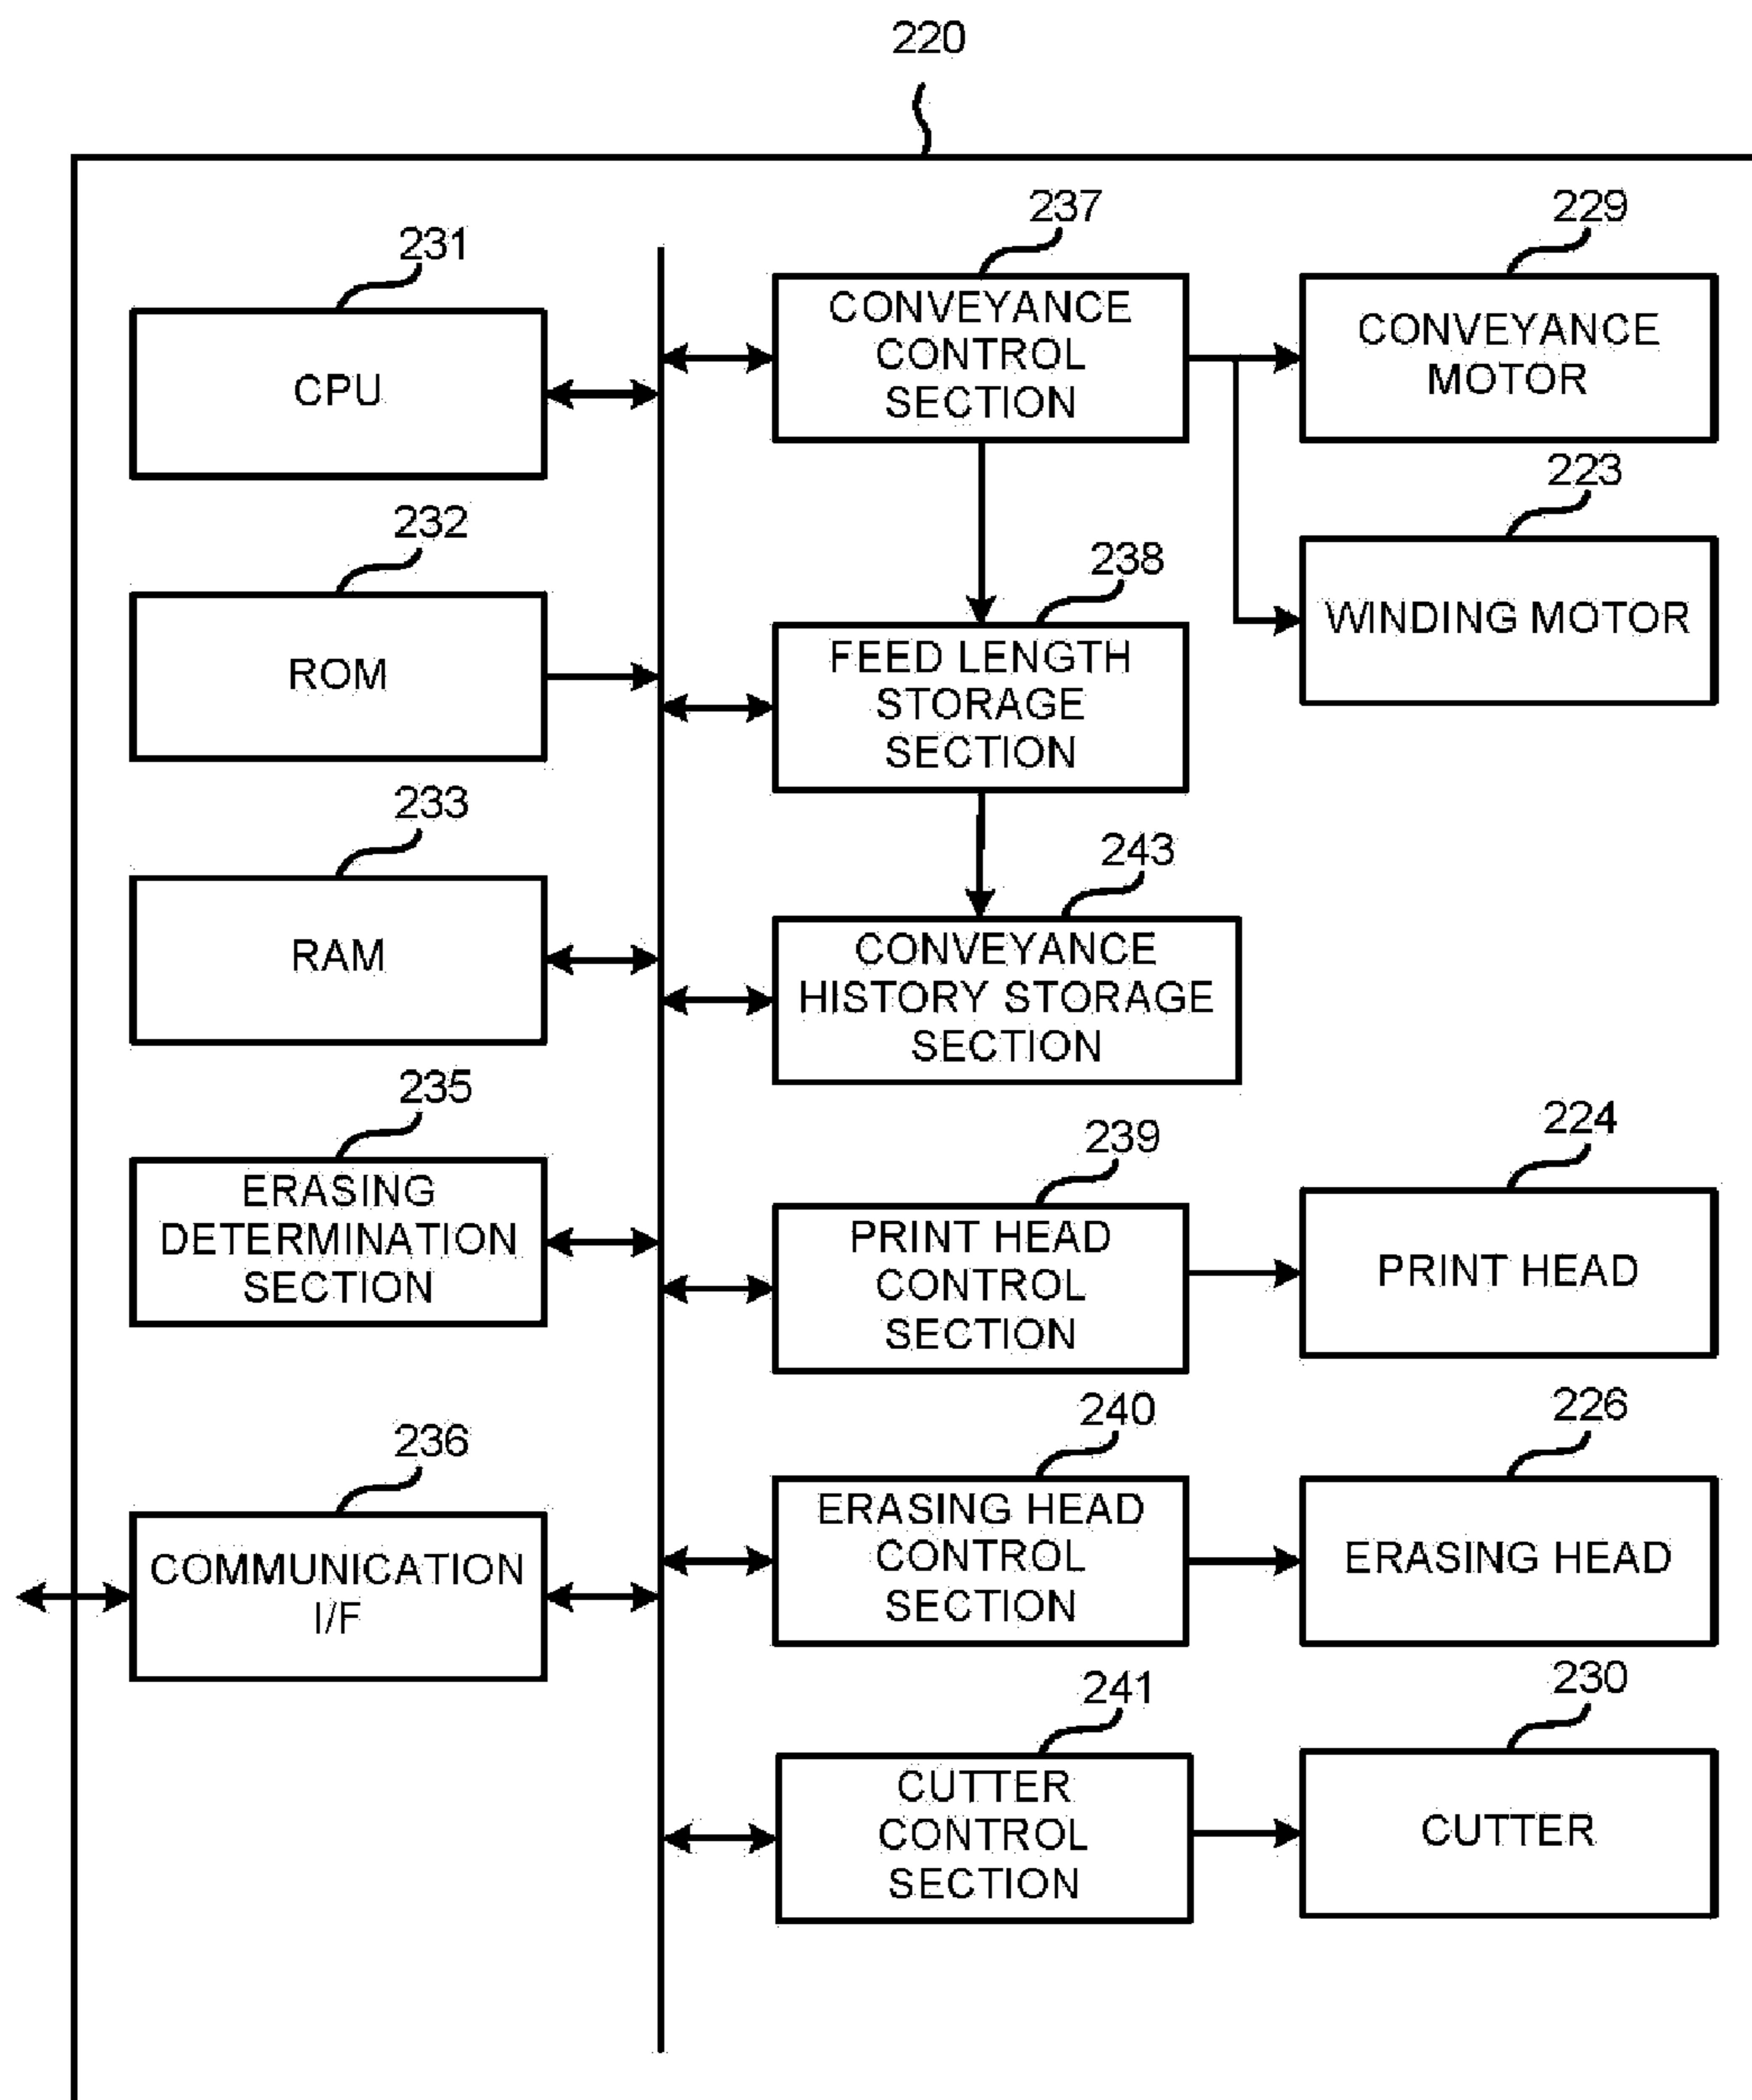 220
231
CPU
232
ROM
233
RAM
235
ERASING
DETERMINATION
SECTION
236
COMMUNICATION
I/F
237
CONVEYANCE
CONTROL
SECTION
238
FEED LENGTH
STORAGE
SECTION
243
CONVEYANCE
HISTORY STORAGE
SECTION
239
PRINT HEAD
CONTROL
SECTION
240
ERASING HEAD
CONTROL
SECTION
241
CUTTER
CONTROL
SECTION
229
CONVEYANCE
MOTOR
223
WINDING MOTOR
224
PRINT HEAD
226
ERASING HEAD
230
CUTTER